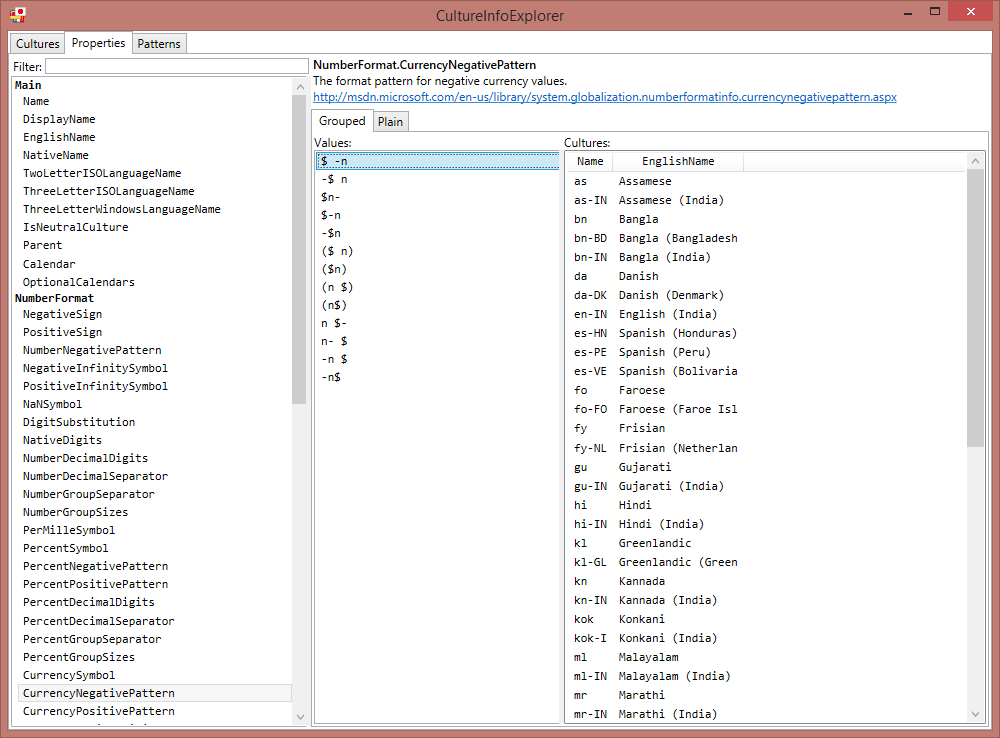 CultureInfoExplorer
Cultures Properties Patterns
Filter:
Main
Name
DisplayName
EnglishName
NativeName
TwoLetterISOLanguageName
ThreeLetterISOLanguageName
ThreeLetterWindowsLanguageName
IsNeutralCulture
Parent
Calendar
OptionalCalendars
NumberFormat
NegativeSign
PositiveSign
NumberNegativePattern
NegativeInfinitySymbol
PositiveInfinitySymbol
NaNSymbol
DigitSubstitution
NativeDigits
NumberDecimalDigits
NumberDecimalSeparator
NumberGroupSeparator
NumberGroupSizes
PerMilleSymbol
PercentSymbol
PercentNegativePattern
PercentPositivePattern
PercentDecimalDigits
PercentDecimalSeparator
PercentGroupSeparator
PercentGroupSizes
CurrencySymbol
CurrencyNegativePattern
CurrencyPositivePattern
NumberFormat.CurrencyNegativePattern
The format pattern for negative currency values.
http://msdn.microsoft.com/en-us/library/system.globalization.numberformatinfo.currencynegativepattern.aspx
Grouped Plain
Values:
$ -n
-$ n
$n-
$-n
-$n
($ n)
($n)
(n $)
(n$)
n $-
n- $
-n $
-n$
Cultures:
Name EnglishName
as Assamese
as-IN Assamese (India)
bn Bangla
bn-BD Bangla (Bangladesh
bn-IN Bangla (India)
da Danish
da-DK Danish (Denmark)
en-IN English (India)
es-HN Spanish (Honduras)
es-PE Spanish (Peru)
es-VE Spanish (Bolivaria
fo Faroese
fo-FO Faroese (Faroe Isl
fy Frisian
fy-NL Frisian (Netherlan
gu Gujarati
gu-IN Gujarati (India)
hi Hindi
hi-IN Hindi (India)
kl Greenlandic
kl-GL Greenlandic (Green
kn Kannada
kn-IN Kannada (India)
kok Konkani
kok-I Konkani (India)
ml Malayalam
ml-IN Malayalam (India)
mr Marathi
mr-IN Marathi (India)